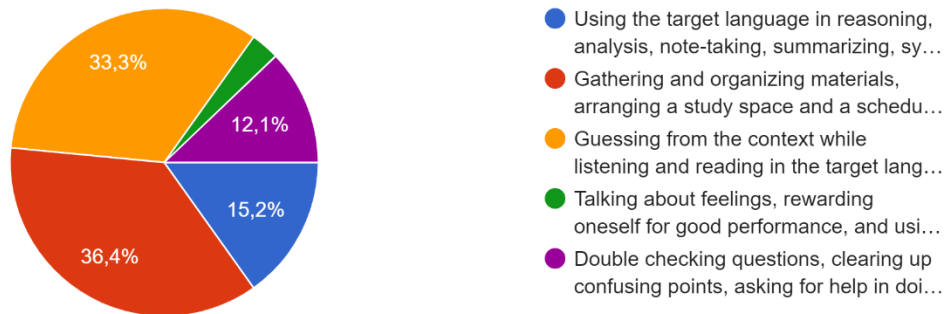 33,3%
12,1%
15,2%
36,4%
Using the target language in reasoning,
analysis, note-taking, summarizing, sy…
Gathering and organizing materials,
arranging a study space and a schedu…
Guessing from the context while
listening and reading in the target lang…
Talking about feelings, rewarding
oneself for good performance, and usi…
Double checking questions, clearing up
confusing points, asking for help in doi…